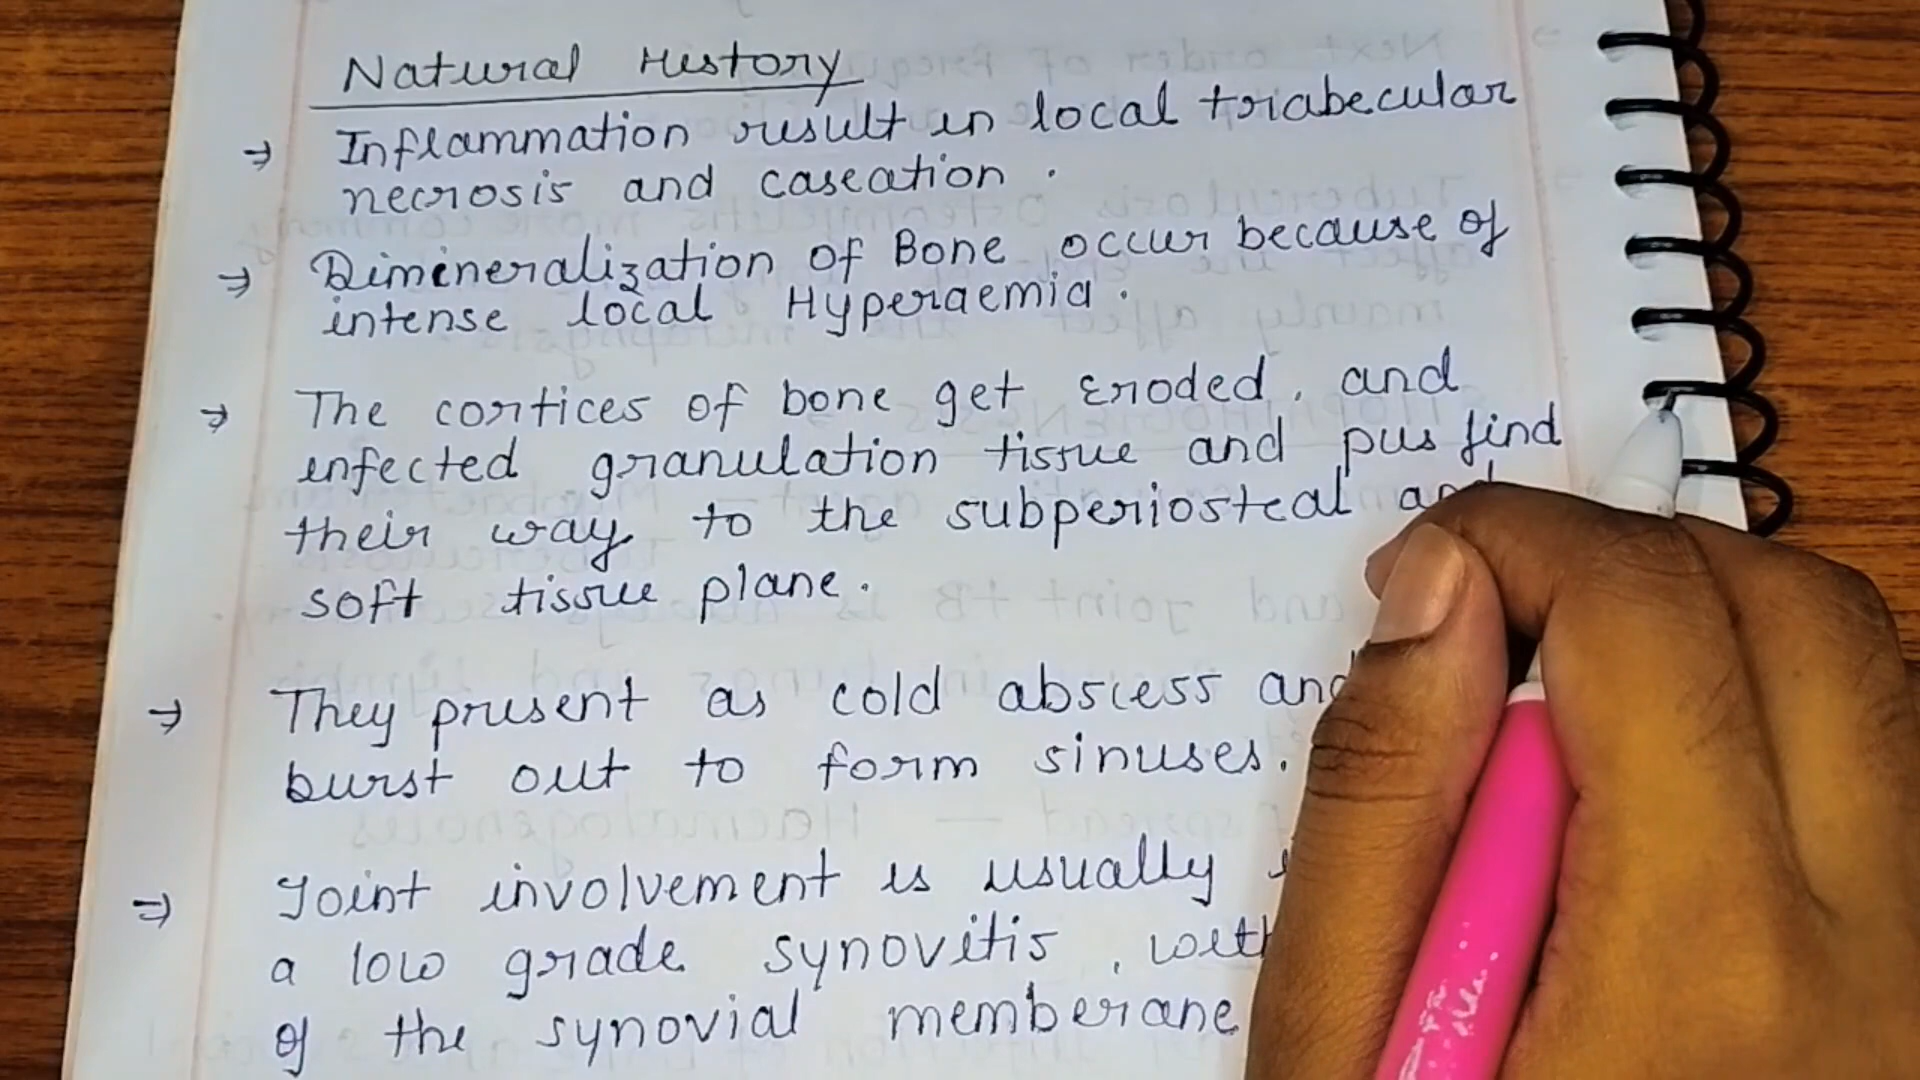 Natural History
⇒ Inflammation result in local trabecular
necrosis and caseation.
⇒ Dimineralization of Bone occur because of
intense local Hyperaemia.
⇒ The cortices of bone get Eroded, and
infected granulation tissue and pus find
their way to the subperiosteal and
soft tissue plane.
⇒ They present as cold abscess and
burst out to form sinuses.
⇒ Joint involvement is usually
a low grade synovitis, with
of the synovial memberane